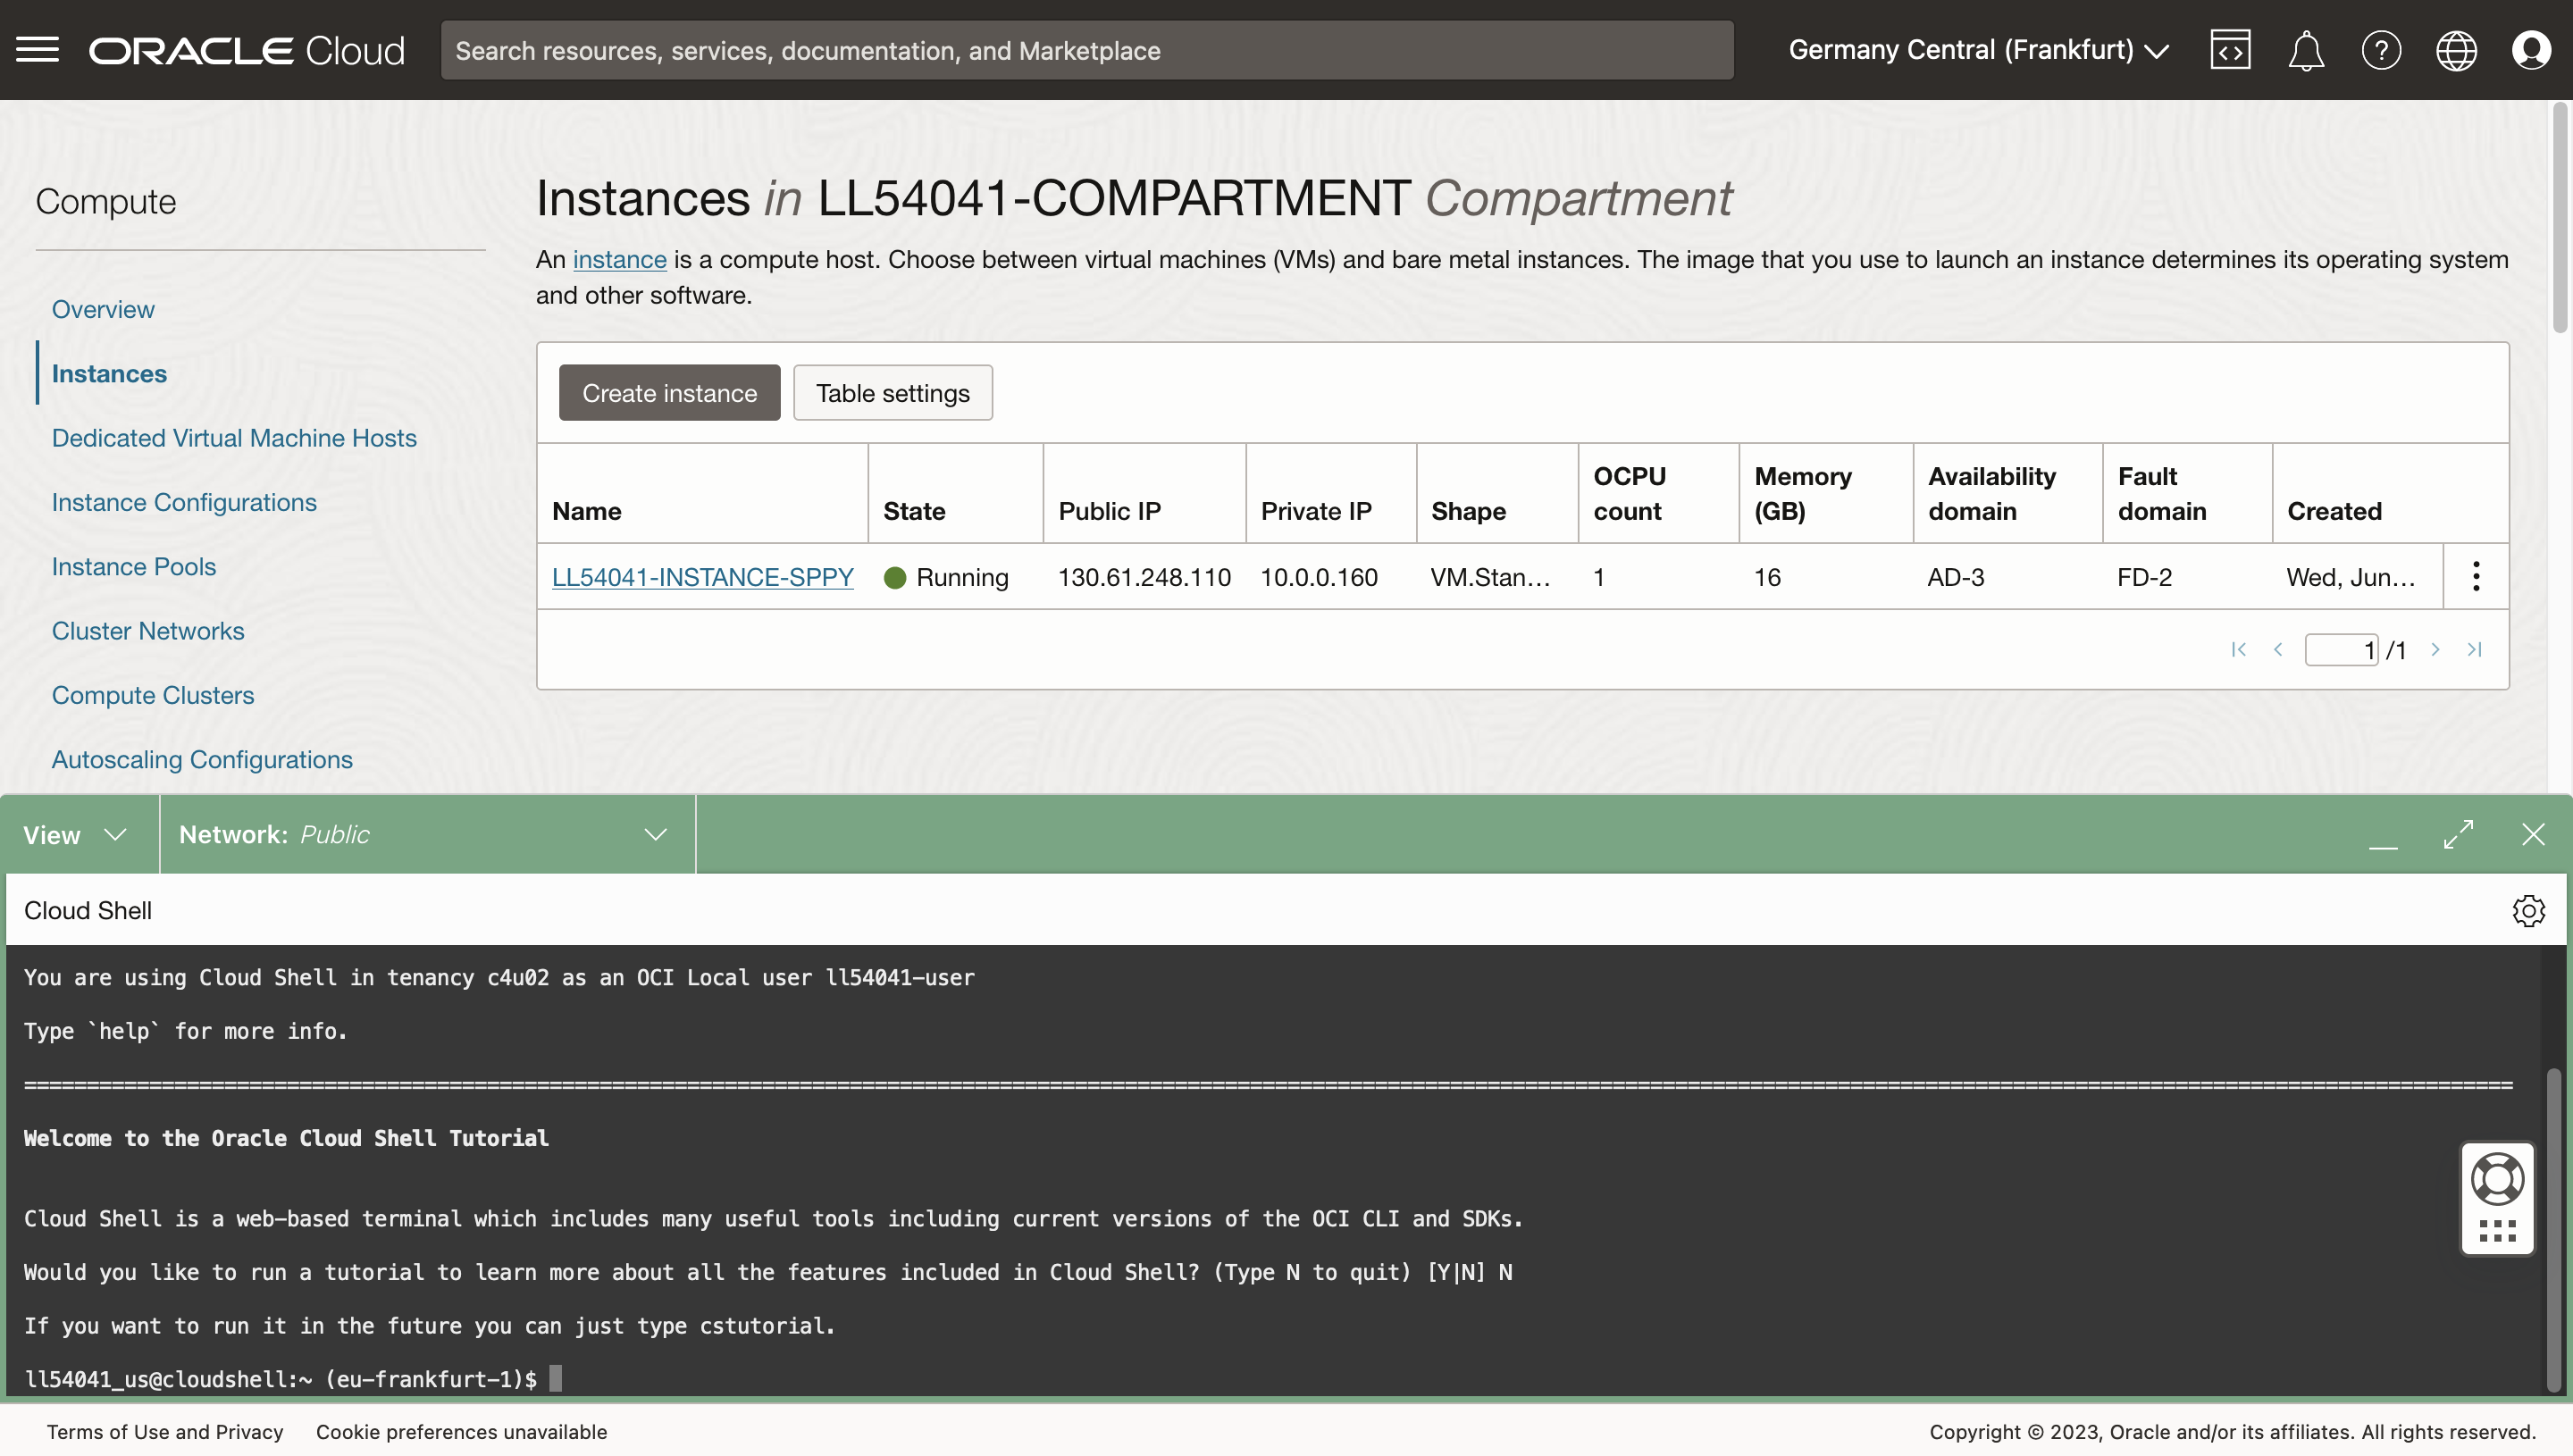 ORACLE Cloud
Search resources, services, documentation, and Marketplace
Germany Central (Frankfurt)
Compute
Overview
Instances
Dedicated Virtual Machine Hosts
Instance Configurations
Instance Pools
Cluster Networks
Compute Clusters
Autoscaling Configurations
Instances in LL54041-COMPARTMENT Compartment
An instance is a compute host. Choose between virtual machines (VMs) and bare metal instances. The image that you use to launch an instance determines its operating system
and other software.
Create instance Table settings
Name State Public IP Private IP Shape OCPU count Memory (GB) Availability domain Fault domain Created
LL54041-INSTANCE-SPPY Running 130.61.248.110 10.0.0.160 VM.Stan... 1 16 AD-3 FD-2 Wed, Jun...
1 /1
View Network: Public
Cloud Shell
You are using Cloud Shell in tenancy c4u02 as an OCI Local user ll54041-user
Type `help` for more info.
Welcome to the Oracle Cloud Shell Tutorial
Cloud Shell is a web-based terminal which includes many useful tools including current versions of the OCI CLI and SDKs.
Would you like to run a tutorial to learn more about all the features included in Cloud Shell? (Type N to quit) [Y|N] N
If you want to run it in the future you can just type cstutorial.
ll54041_us@cloudshell:~ (eu-frankfurt-1)$
Terms of Use and Privacy Cookie preferences unavailable
Copyright © 2023, Oracle and/or its affiliates. All rights reserved.